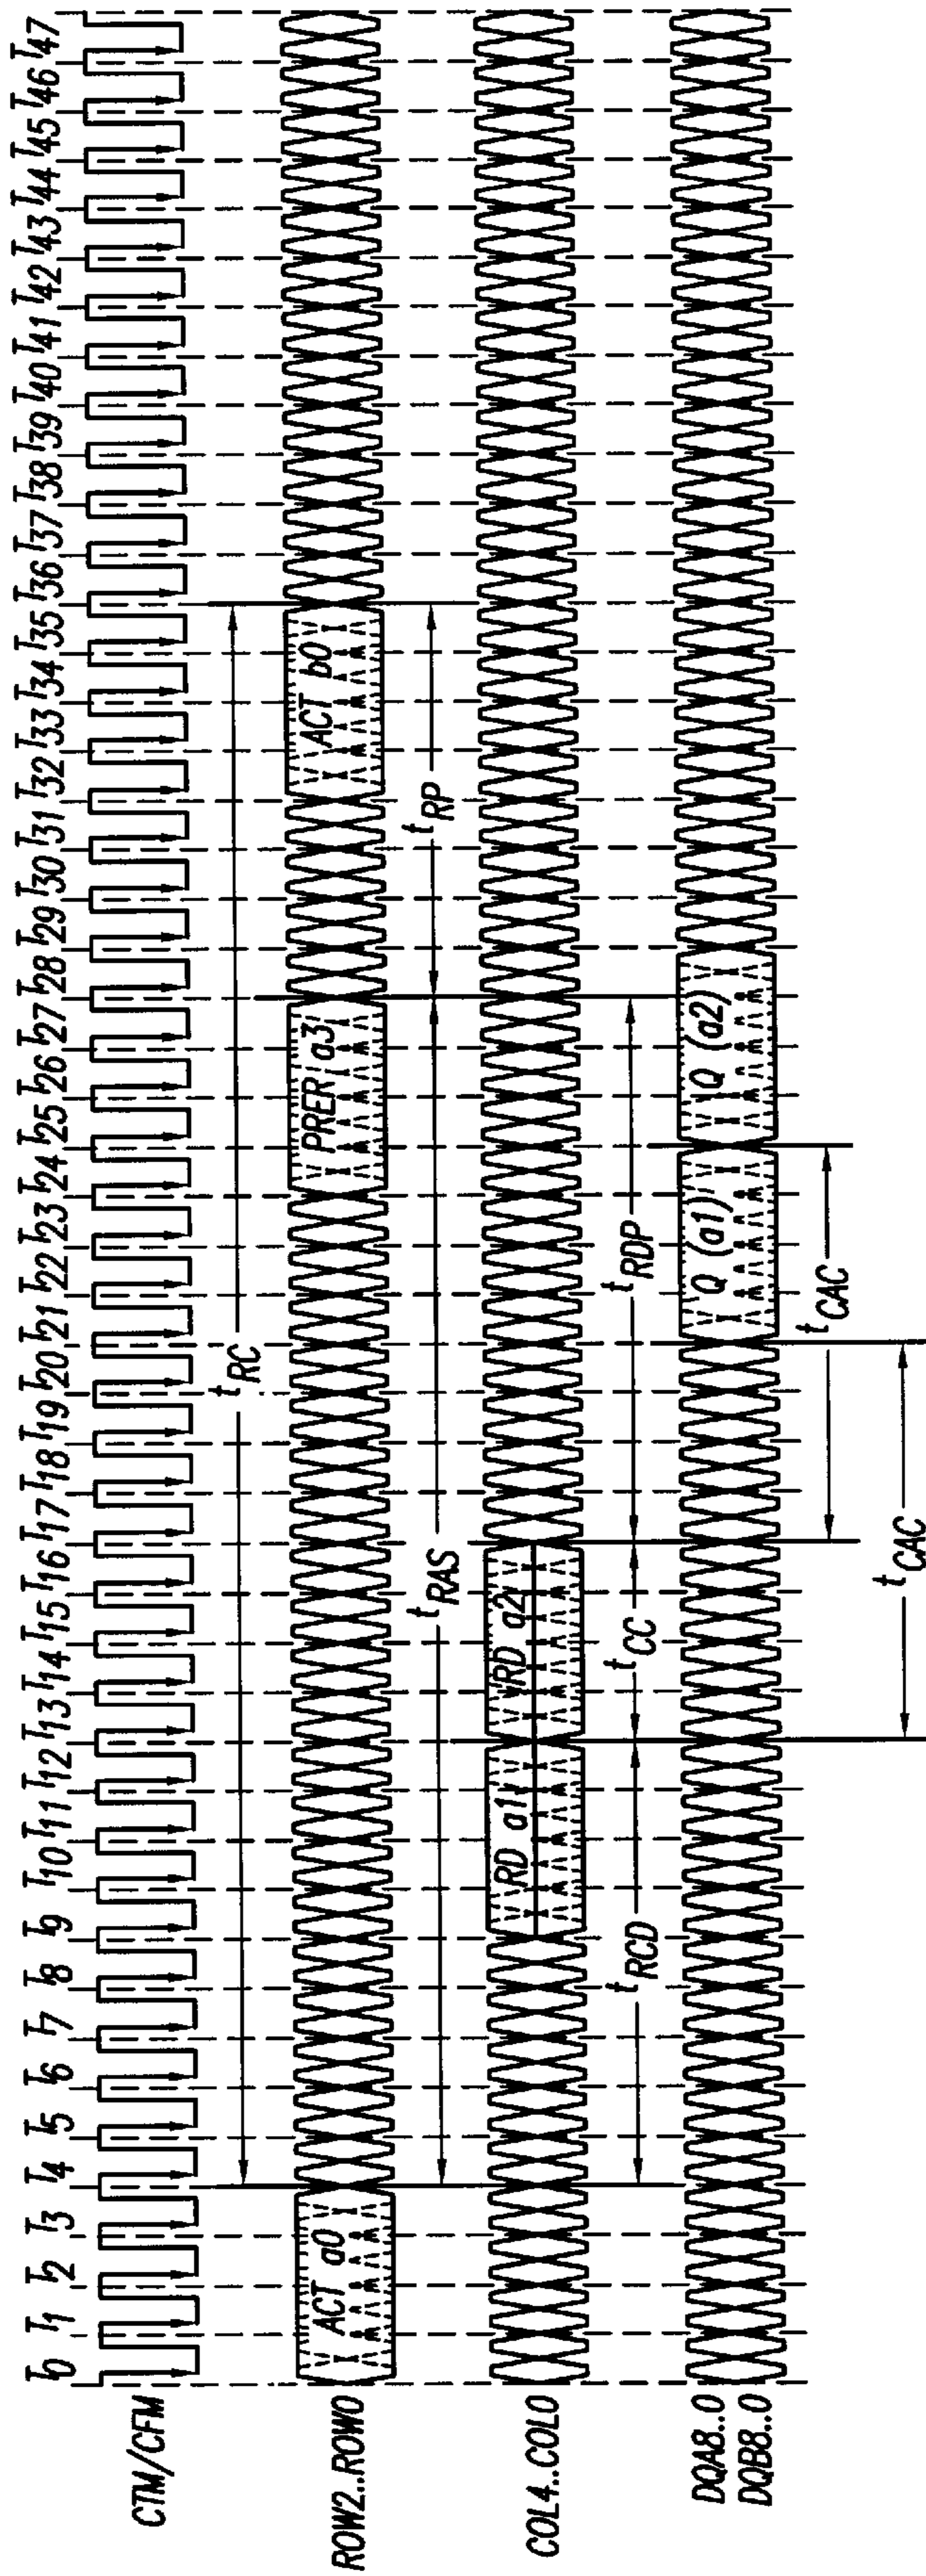 T0 T1 T2 T3 T4 T5 T6 T7 T8 T9 T10 T11 T12 T13 T14 T15 T16 T17 T18 T19 T20 T21 T22 T23 T24 T25 T26 T27 T28 T29 T30 T31 T32 T33 T34 T35 T36 T37 T38 T39 T40 T41 T42 T43 T44 T45 T46 T47
CTM/CFM
tRC
ROW2..ROW0
ACT a0
PRER a3
ACT b0
tRAS
tRP
COL4..COL0
RD a1
RD a2
tRCD
tCC
tRDP
DQA8..0
DQB8..0
Q (a1)
Q (a2)
tCAC
tCAC